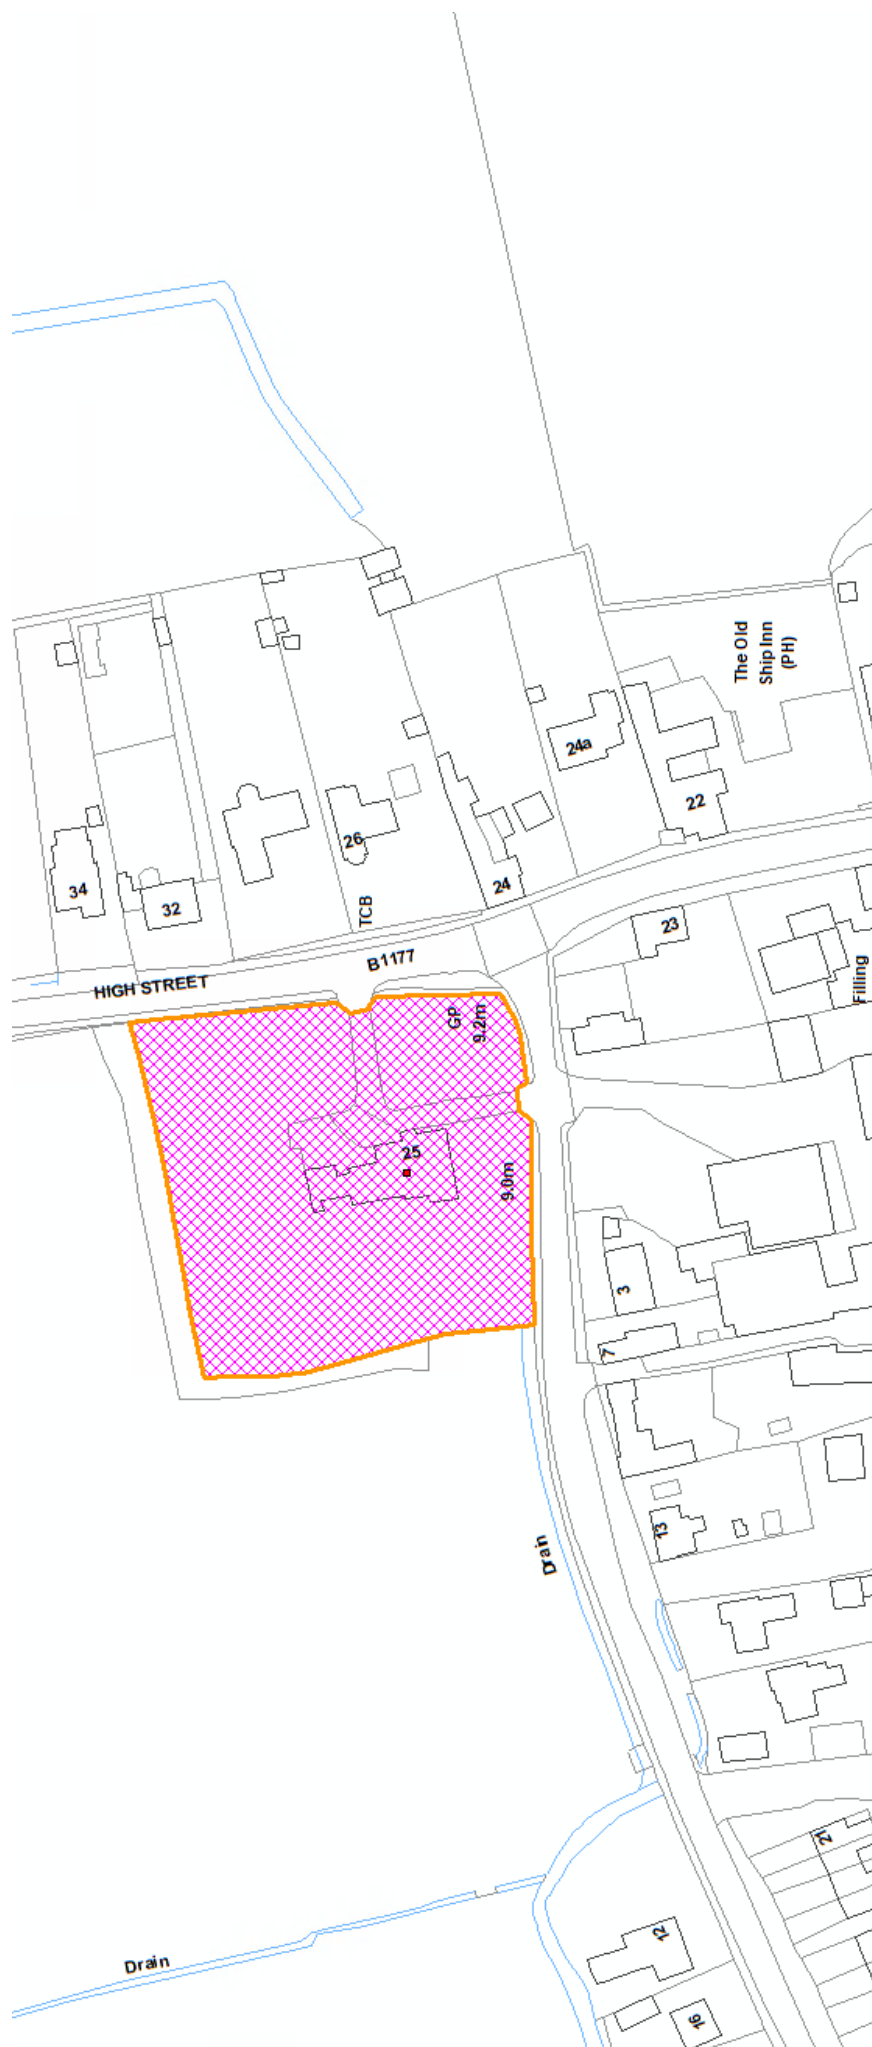 The Old
Ship Inn
(PH)
24a
22
26
34
32
24
TCB
23
B1177
HIGH STREET
Filling
GP
9.2m
25
9.0m
3
7
13
Drain
21
12
Drain
16